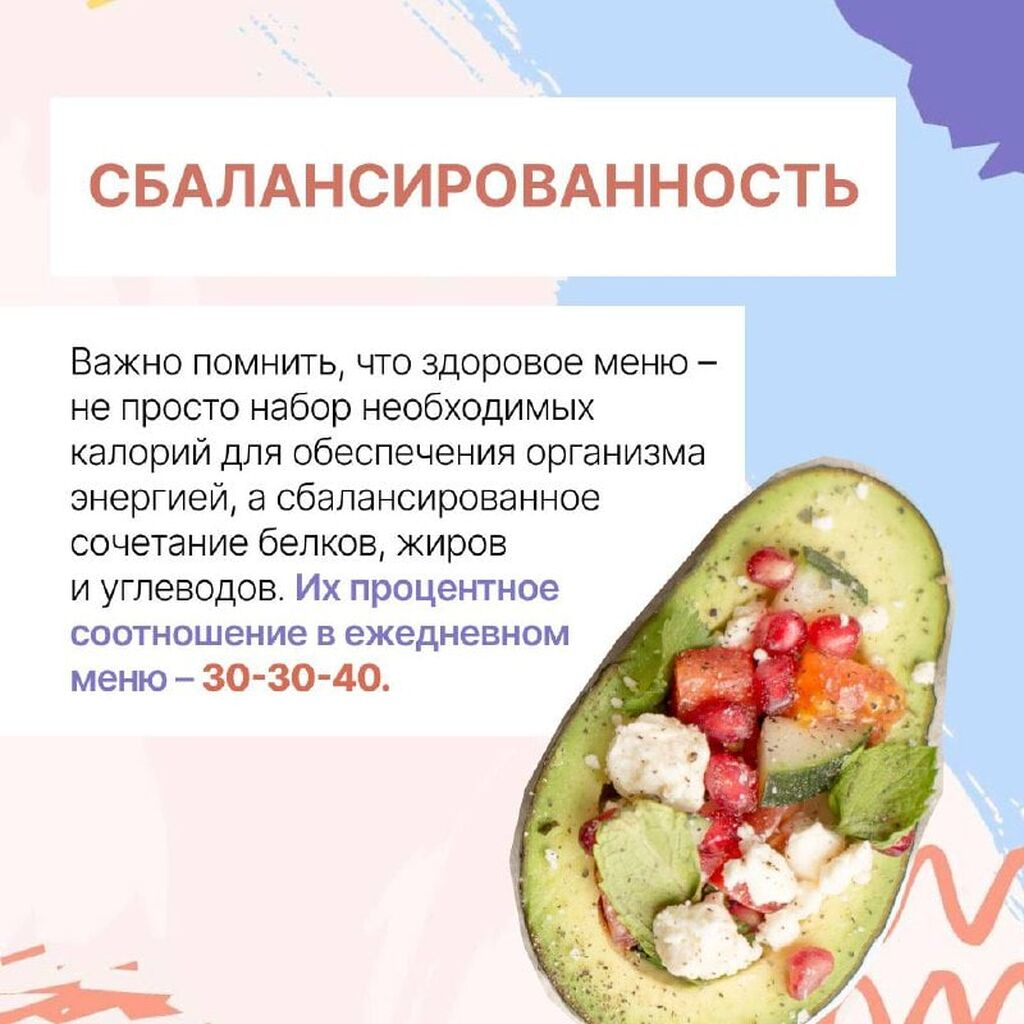 СБАЛАНСИРОВАННОСТЬ
Важно помнить, что здоровое меню –
не просто набор необходимых
калорий для обеспечения организма
энергией, а сбалансированное
сочетание белков, жиров
и углеводов. Их процентное
соотношение в ежедневном
меню – 30-30-40.